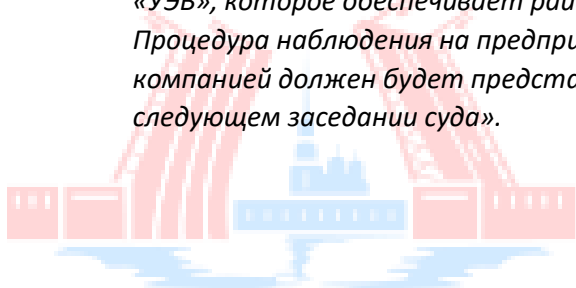 «УЭВ», которое обеспечивает
Процедура наблюдения на
компанией должен будет
следующем заседании суда».